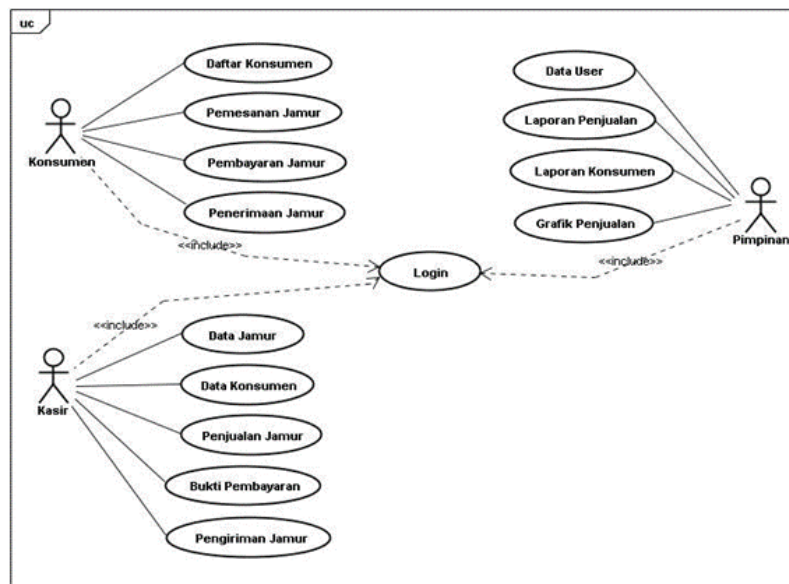 uc
Daftar Konsumen
Pemesanan Jamur
Pembayaran Jamur
Penerimaan Jamur
Konsumen
<<include>>
Data User
Laporan Penjualan
Laporan Konsumen
Grafik Penjualan
Pimpinan
<<include>>
Login
<<include>>
Data Jamur
Data Konsumen
Penjualan Jamur
Bukti Pembayaran
Pengiriman Jamur
Kasir